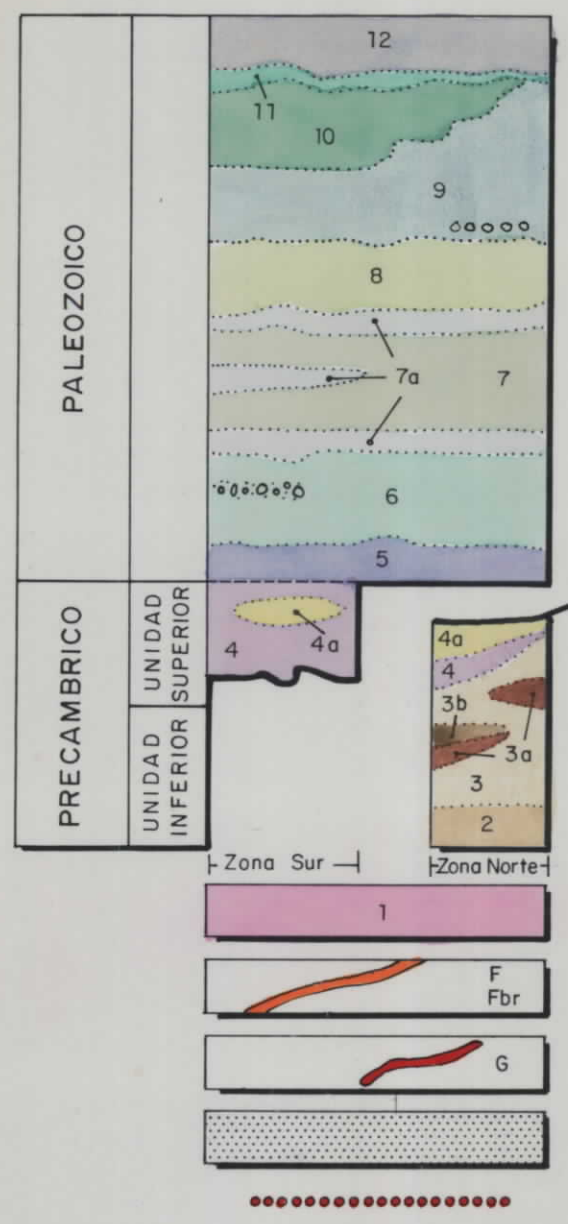 12
11
10
9
PALEOZOICO
8
7a
7
6
5
PRECAMBRICO
UNIDAD
SUPERIOR
4
4a
4a
4
3b
3a
UNIDAD
INFERIOR
3
2
Zona Sur
Zona Norte
1
F
Fbr
G